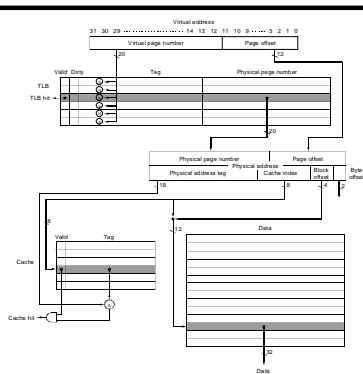 Virtual address
31 30 29 ·················· 14 13 12 11 10 9 ··· 3 2 1 0
Virtual page number Page offset
20 12
Valid Dirty Tag Physical page number
TLB
TLB hit
=
=
=
=
=
=
20
Physical page number Page offset
Physical address
Physical address tag Cache index Block offset Byte offset
18 8 4 2
8
12
Data
Valid Tag
Cache
=
Cache hit
32
Data